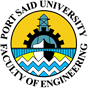 PORT SAID UNIVERSITY
FACULTY OF ENGINEERING